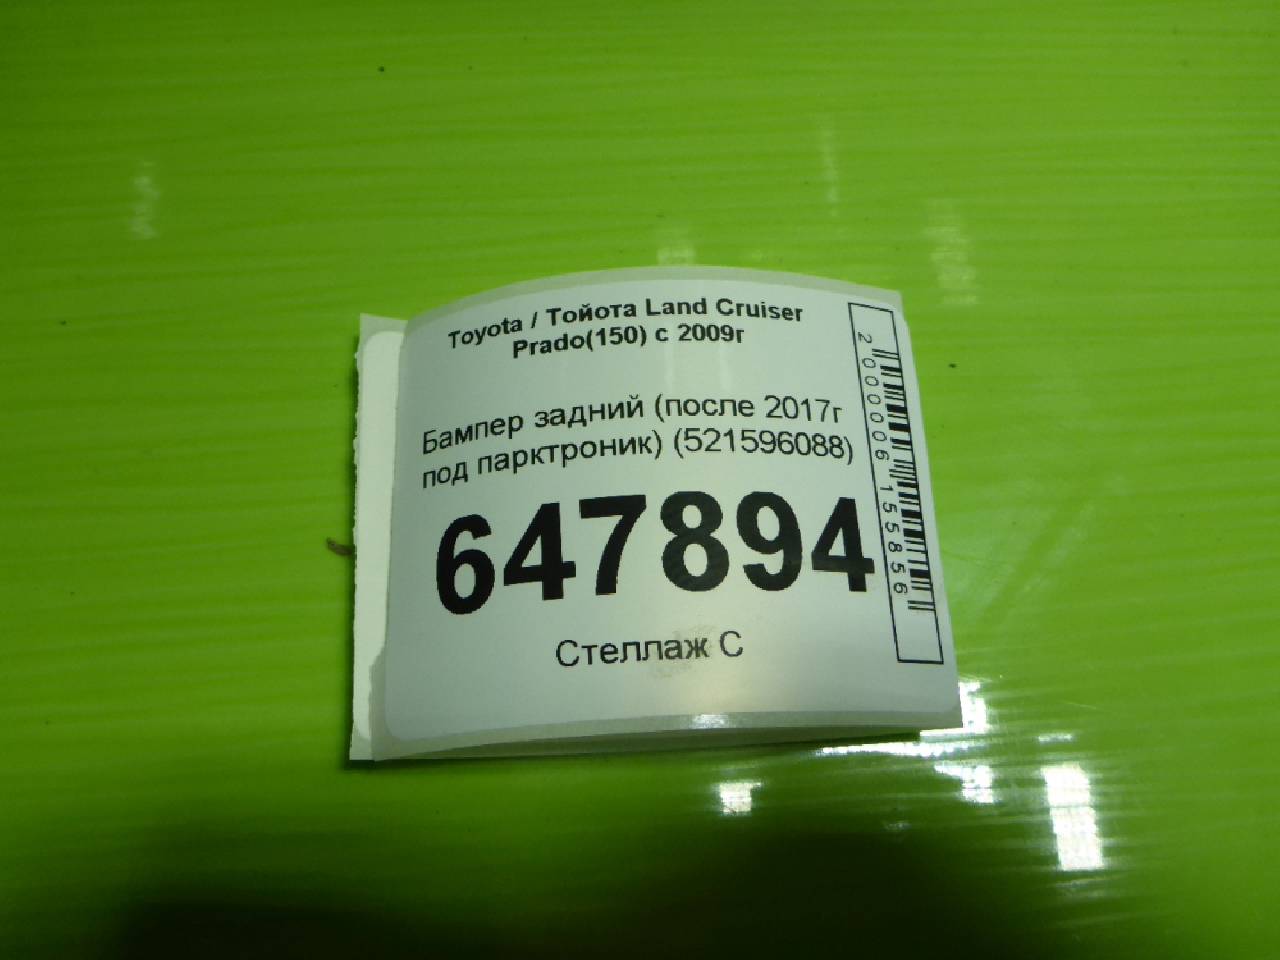 Toyota / Тойота Land Cruiser
Prado(150) с 2009г
Бампер задний (после 2017г
под парктроник) (521596088)
647894
Стеллаж С
2000006155856